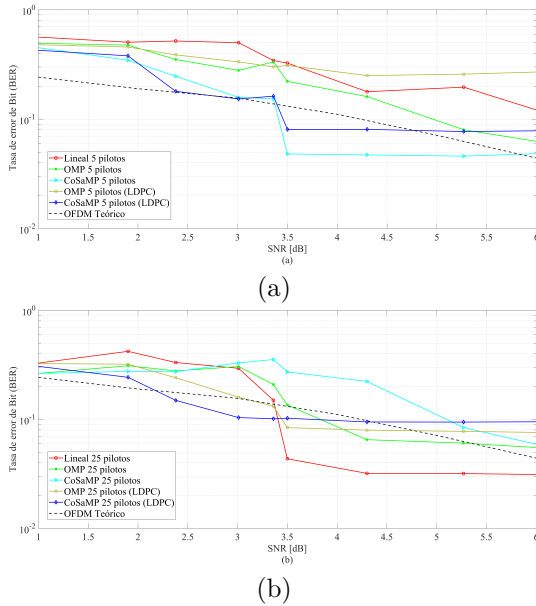 10^0
10^-1
10^-2
Tasa de error de Bit (BER)
Lineal 5 pilotos
OMP 5 pilotos
CoSaMP 5 pilotos
OMP 5 pilotos (LDPC)
CoSaMP 5 pilotos (LDPC)
OFDM Teórico
1 1.5 2 2.5 3 3.5 4 4.5 5 5.5 6
SNR [dB]
(a)
(a)
10^0
10^-1
10^-2
Tasa de error de Bit (BER)
Lineal 25 pilotos
OMP 25 pilotos
CoSaMP 25 pilotos
OMP 25 pilotos (LDPC)
CoSaMP 25 pilotos (LDPC)
OFDM Teórico
1 1.5 2 2.5 3 3.5 4 4.5 5 5.5 6
SNR [dB]
(b)
(b)